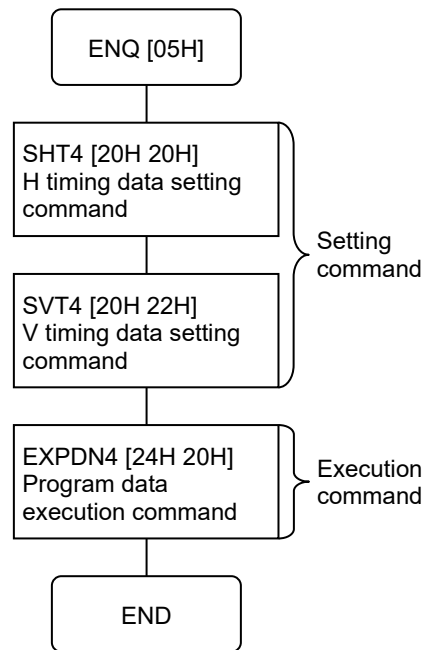 ENQ [05H]
SHT4 [20H 20H]
H timing data setting
command
Setting
command
SVT4 [20H 22H]
V timing data setting
command
EXPDN4 [24H 20H]
Program data
execution command
Execution
command
END